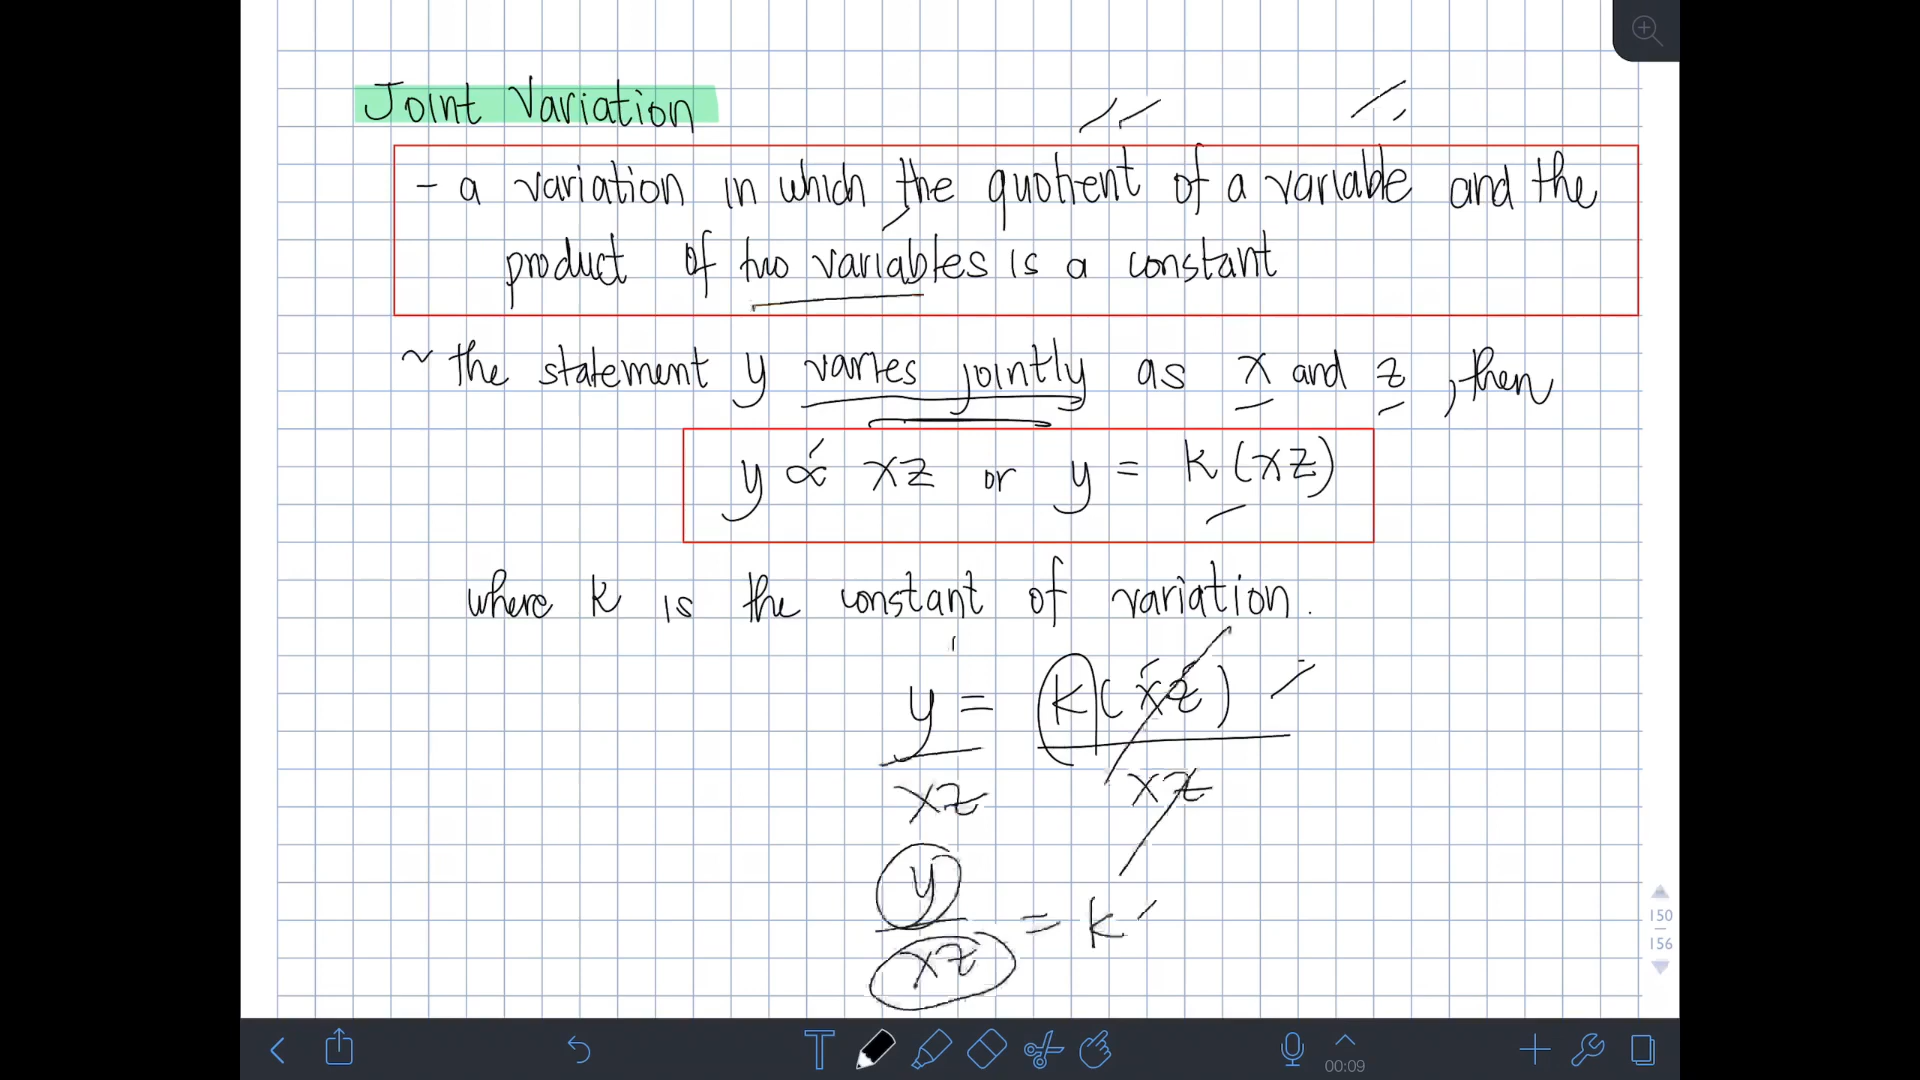 Joint Variation
- a variation in which the quotient of a variable and the
product of two variables is a constant
~ the statement y varies jointly as x and z, then
y ∝ xz or y = k(xz)
where k is the constant of variation.
y = k(xz)
xz xz
y
= k
xz
150
156
T
00:09